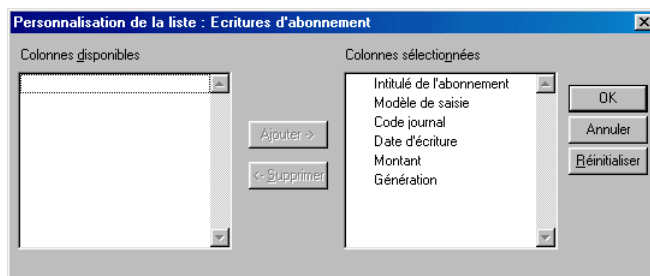 Personnalisation de la liste : Ecritures d'abonnement
Colonnes disponibles
Colonnes sélectionnées
Intitulé de l'abonnement
Modèle de saisie
Code journal
Date d'écriture
Montant
Génération
Ajouter ->
<- Supprimer
OK
Annuler
Réinitialiser